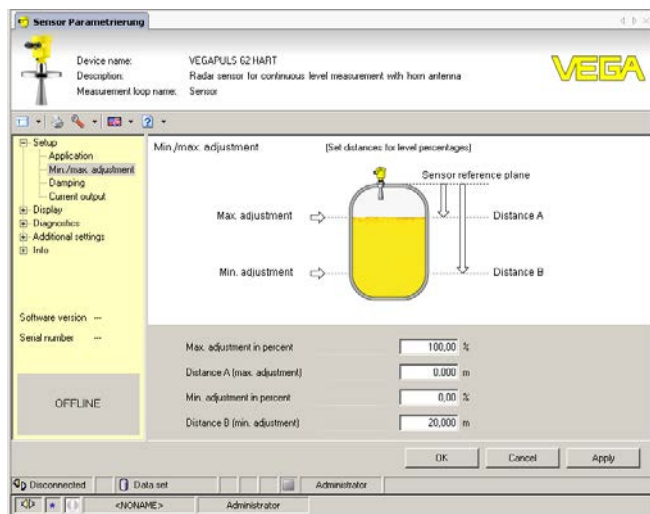 Sensor Parametrierung
Device name: VEGAPULS 62 HART
Description: Radar sensor for continuous level measurement with horn antenna
Measurement loop name: Sensor
VEGA
Setup
Application
Min./max. adjustment
Damping
Current output
Display
Diagnostics
Additional settings
Info
Software version ---
Serial number ---
OFFLINE
Min./max. adjustment (Set distances for level percentages)
Sensor reference plane
Max. adjustment
Distance A
Min. adjustment
Distance B
Max. adjustment in percent 100,00 %
Distance A (max. adjustment) 0.000 m
Min. adjustment in percent 0,00 %
Distance B (min. adjustment) 20,000 m
OK Cancel Apply
Disconnected Data set Administrator
<NONAME> Administrator